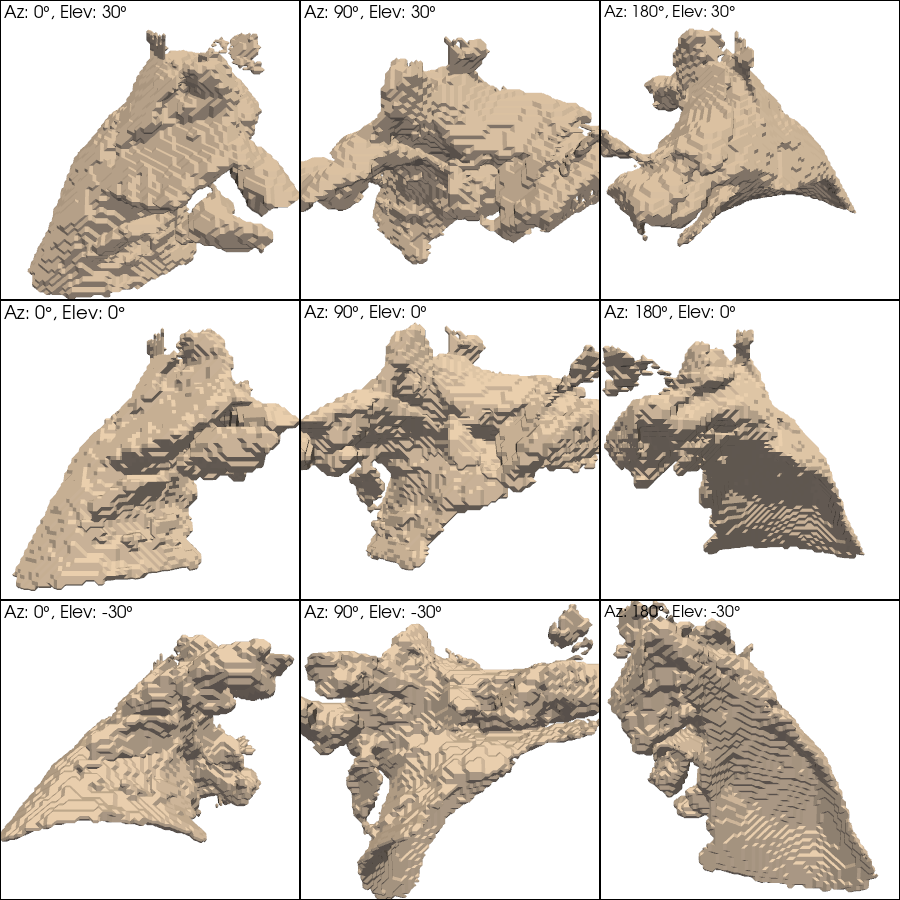 Az: 0°, Elev: 30°
Az: 90°, Elev: 30°
Az: 180°, Elev: 30°
Az: 0°, Elev: 0°
Az: 90°, Elev: 0°
Az: 180°, Elev: 0°
Az: 0°, Elev: -30°
Az: 90°, Elev: -30°
Az: 180°, Elev: -30°